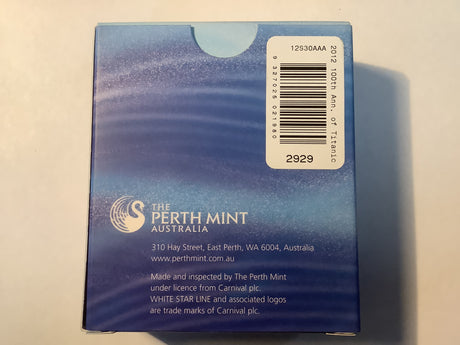 12S30AAA
2012 100th Ann. of Titanic
9 327025 021980
2929
THE
PERTH MINT
AUSTRALIA
310 Hay Street, East Perth, WA 6004, Australia
www.perthmint.com.au
Made and inspected by The Perth Mint
under licence from Carnival plc.
WHITE STAR LINE and associated logos
are trade marks of Carnival plc.